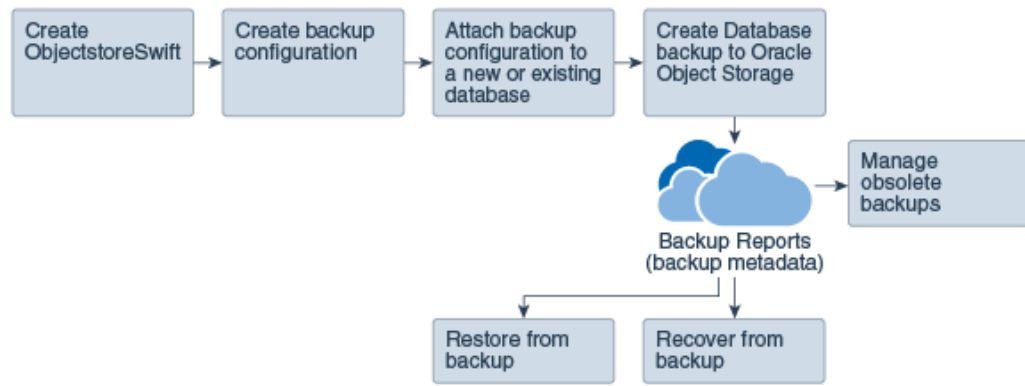 Create
ObjectstoreSwift
Create backup
configuration
Attach backup
configuration to
a new or existing
database
Create Database
backup to Oracle
Object Storage
Manage
obsolete
backups
Backup Reports
(backup metadata)
Restore from
backup
Recover from
backup